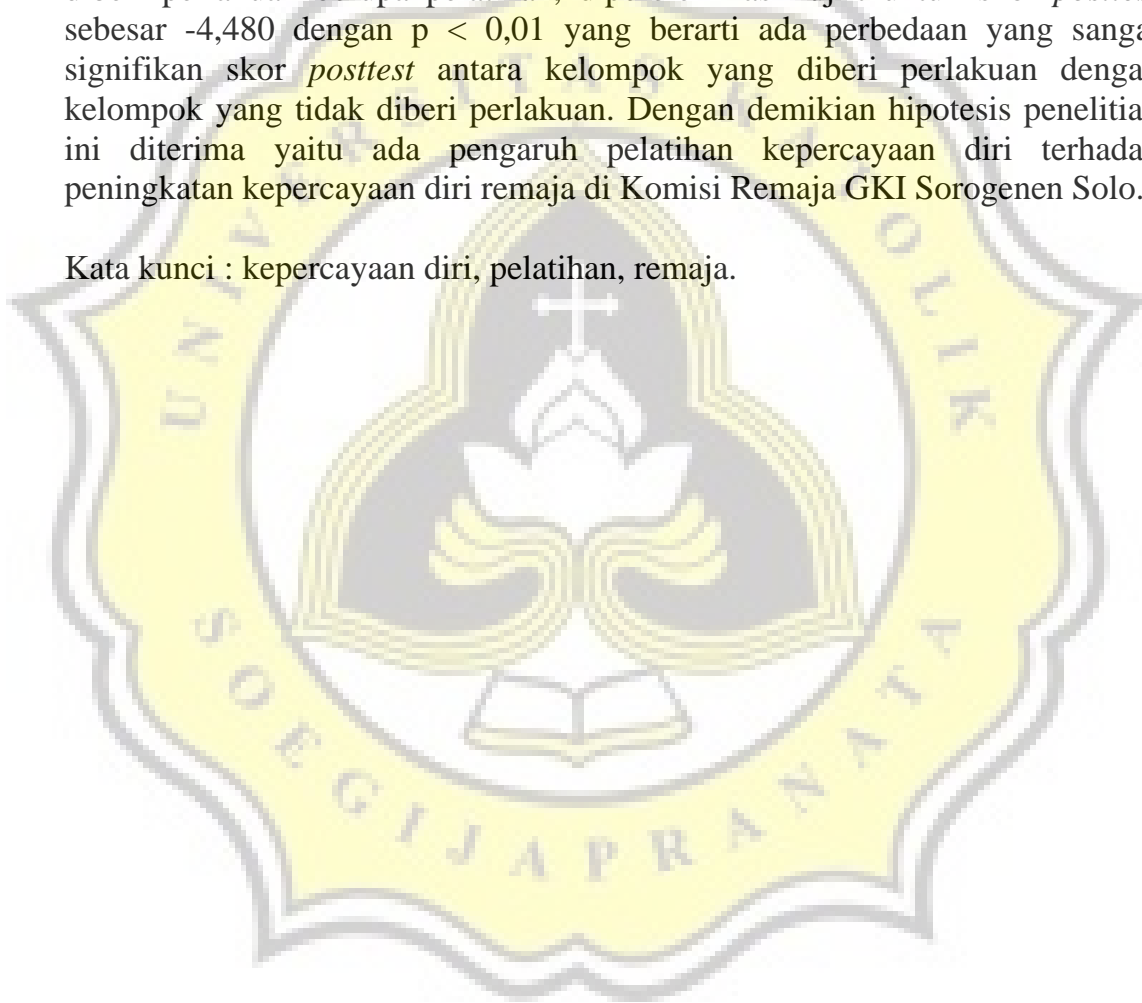 sebesar -4,480 dengan p < 0,01 yang berarti ada perbedaan yang sanga
signifikan skor posttest antara kelompok yang diberi perlakuan denga
kelompok yang tidak diberi perlakuan. Dengan demikian hipotesis penelitia
ini diterima yaitu ada pengaruh pelatihan kepercayaan diri terhada
peningkatan kepercayaan diri remaja di Komisi Remaja GKI Sorogenen Solo.
Kata kunci : kepercayaan diri, pelatihan, remaja.
UNIVERSITAS KATOLIK
SOEGIJAPRANATA